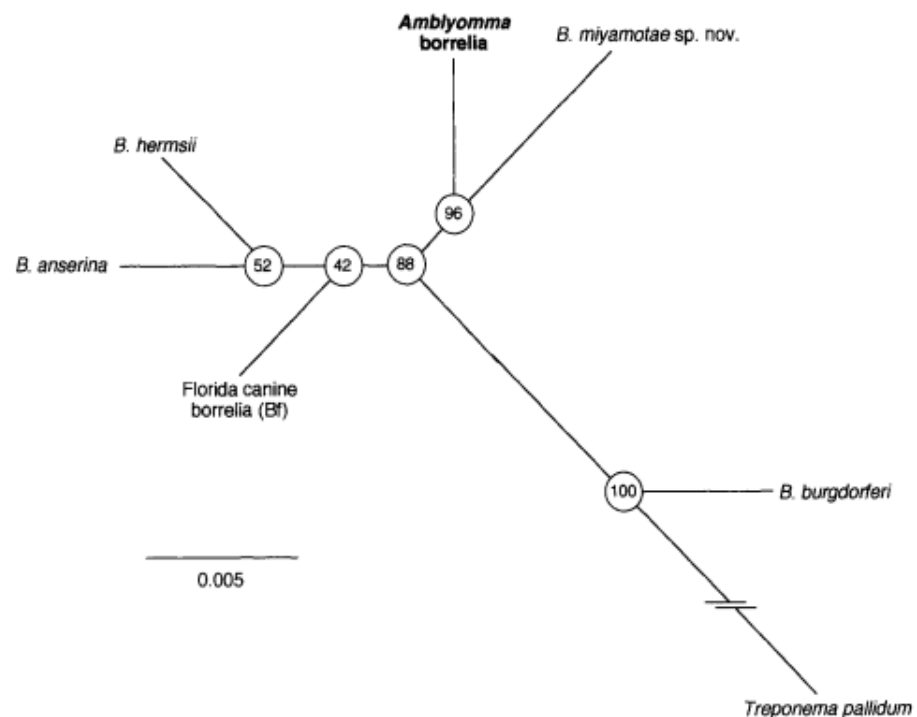 Amblyomma
borrelia
B. miyamotae sp. nov.
B. hermsii
96
B. anserina
52
42
88
Florida canine
borrelia (Bf)
100
B. burgdorferi
0.005
Treponema pallidum